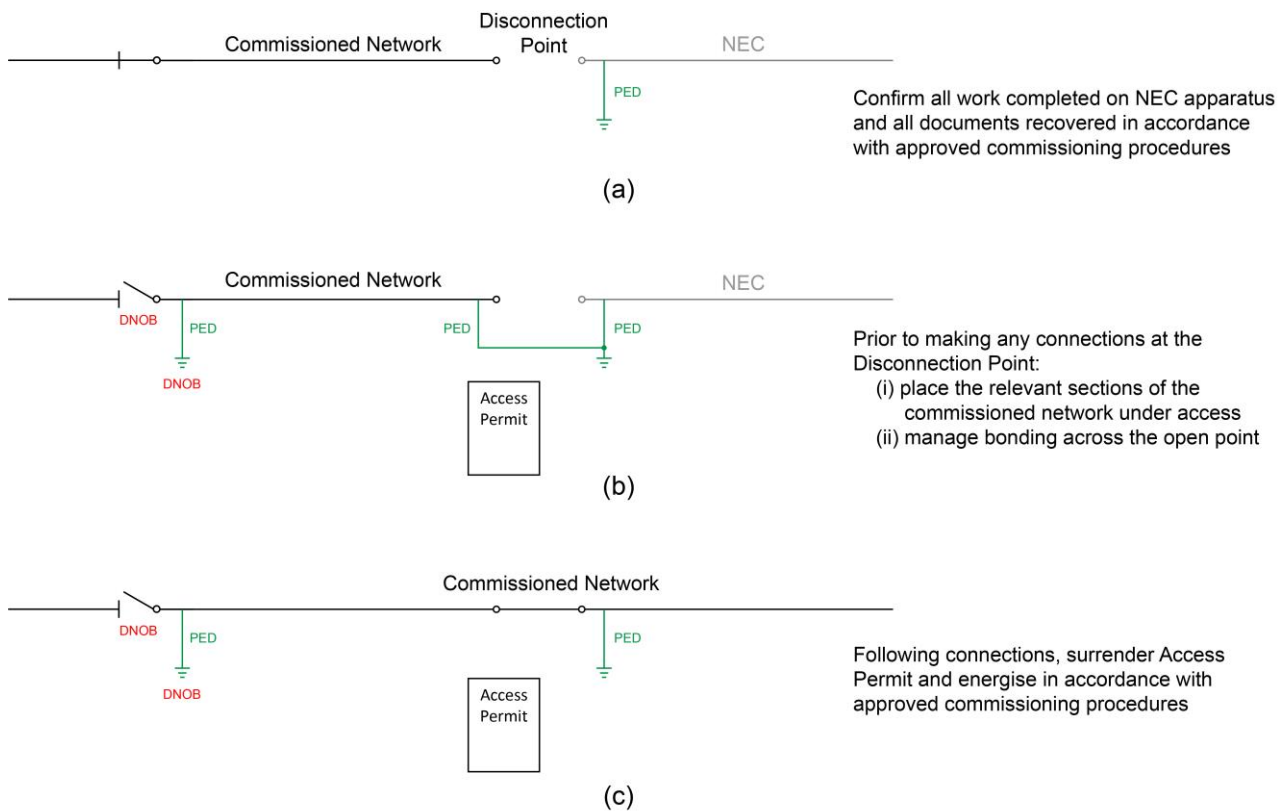 Disconnection
Point
Commissioned Network
NEC
PED
Confirm all work completed on NEC apparatus
and all documents recovered in accordance
with approved commissioning procedures
(a)
Commissioned Network
NEC
DNOB
PED
PED
PED
DNOB
Access
Permit
Prior to making any connections at the
Disconnection Point:
(i) place the relevant sections of the
commissioned network under access
(ii) manage bonding across the open point
(b)
Commissioned Network
DNOB
PED
PED
DNOB
Access
Permit
Following connections, surrender Access
Permit and energise in accordance with
approved commissioning procedures
(c)